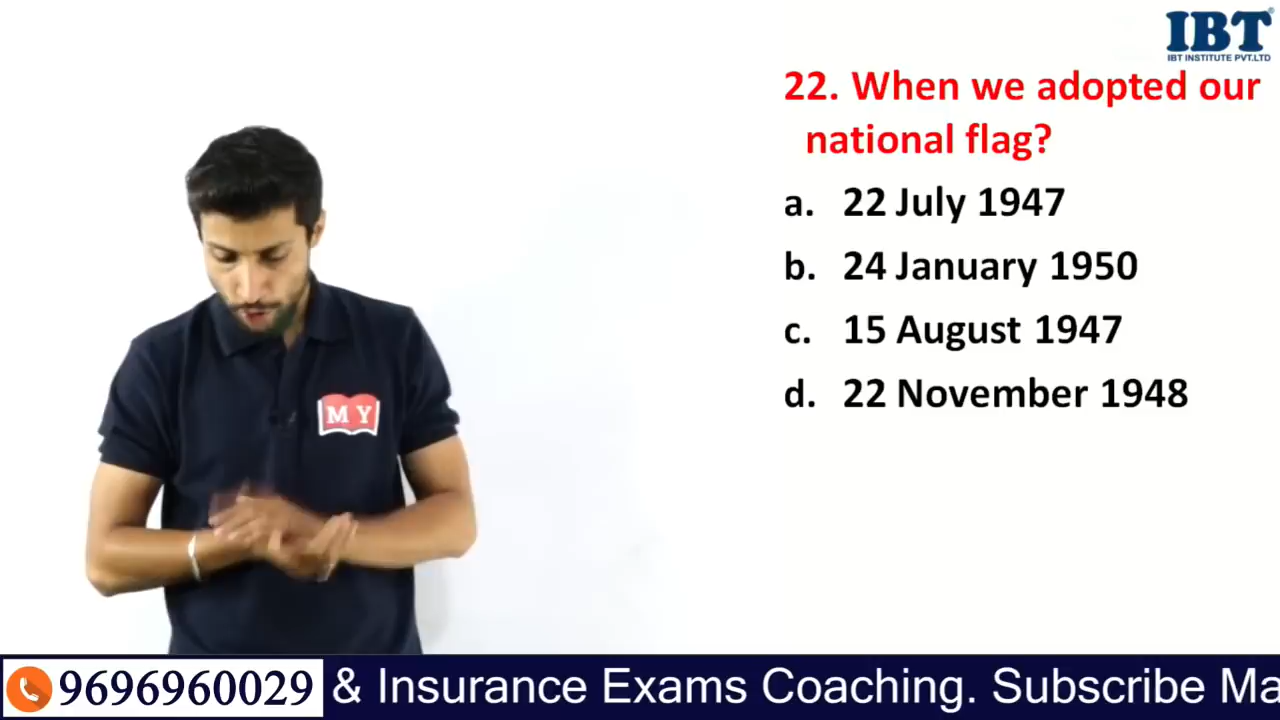 IBT
IBT INSTITUTE PVT.LTD
22. When we adopted our
national flag?
a. 22 July 1947
b. 24 January 1950
c. 15 August 1947
d. 22 November 1948
M Y
9696960029 & Insurance Exams Coaching. Subscribe Ma